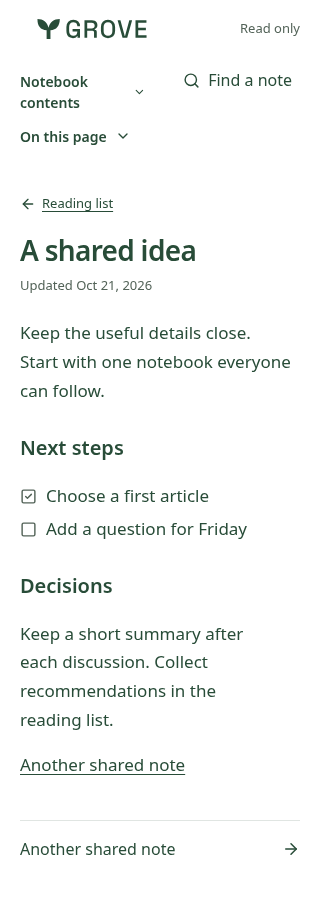 GROVE
Read only
Notebook
contents
Find a note
On this page
Reading list
A shared idea
Updated Oct 21, 2026
Keep the useful details close.
Start with one notebook everyone
can follow.
Next steps
Choose a first article
Add a question for Friday
Decisions
Keep a short summary after
each discussion. Collect
recommendations in the
reading list.
Another shared note
Another shared note